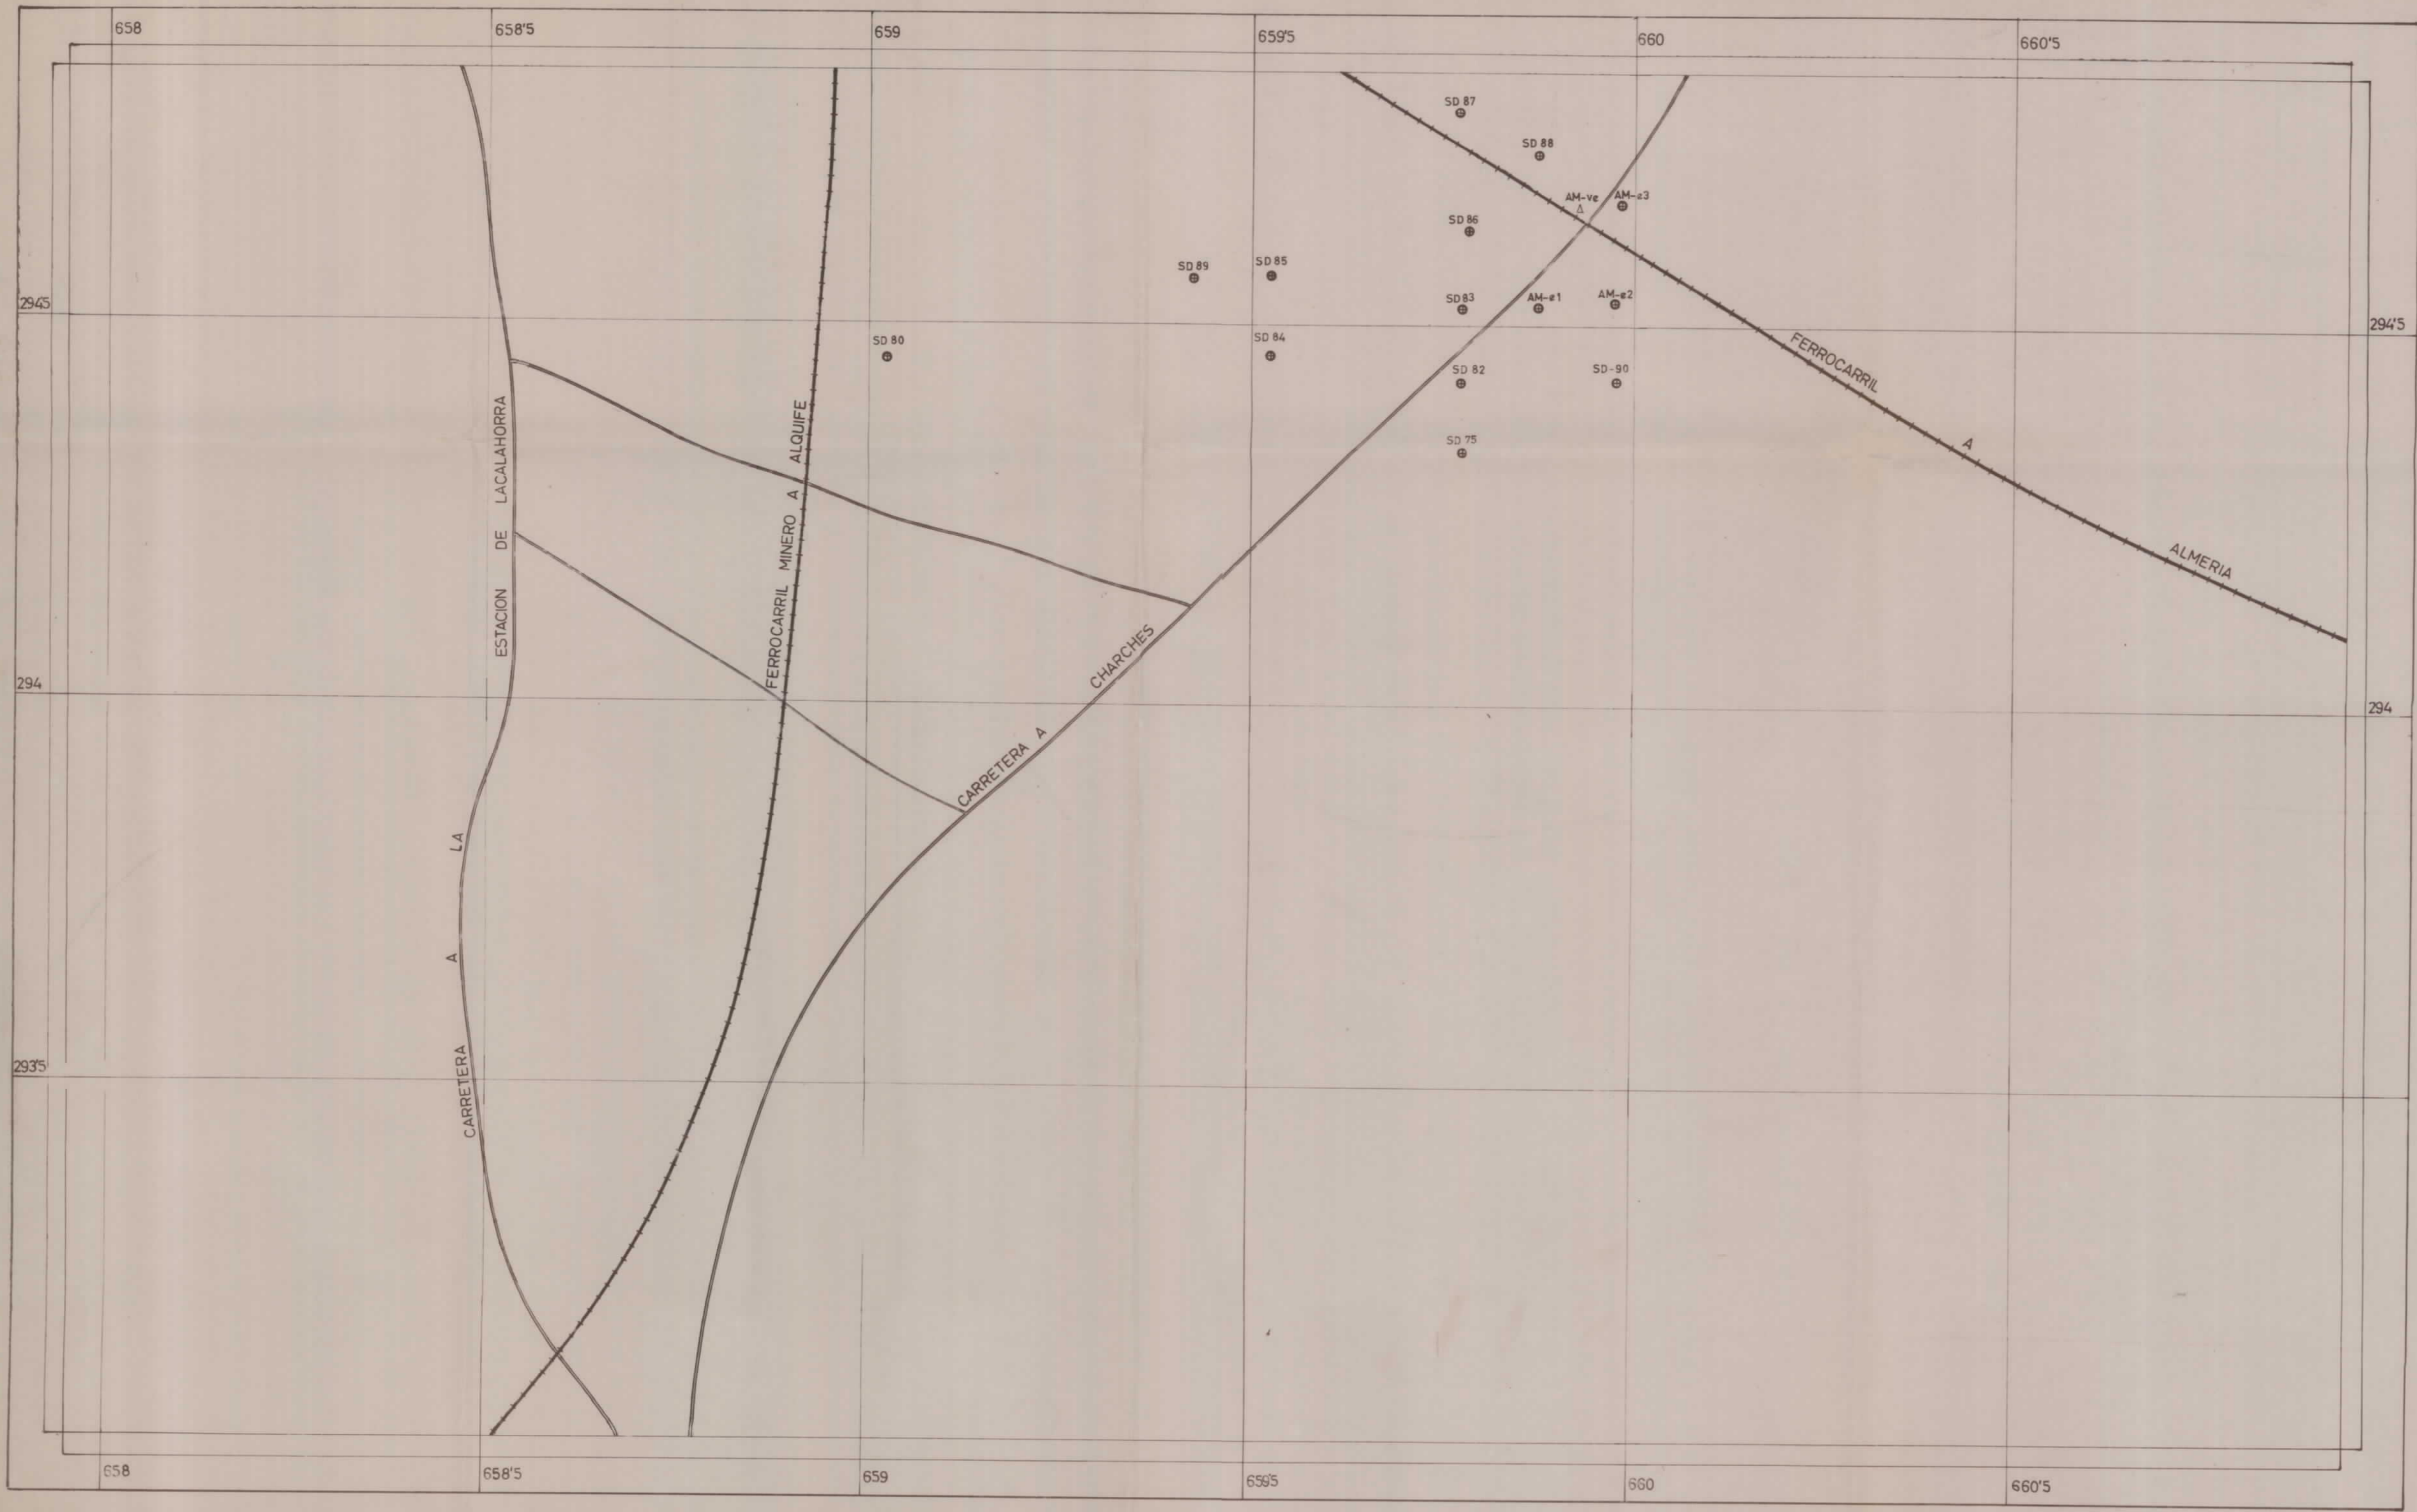 658 658'5 659 659'5 660 660'5
SD 87
SD 88
AM-ve AM-e3
SD 86
SD 89 SD 85
294'5 SD 83 AM-e1 AM-e2
294'5
SD 80 SD 84
SD 82 SD-90
SD 75
FERROCARRIL A ALMERIA
CARRETERA A LA ESTACION DE LACALAHORRA
FERROCARRIL MINERO A ALQUIFE
CARRETERA A CHARCHES
294 294
293'5
658 658'5 659 659'5 660 660'5